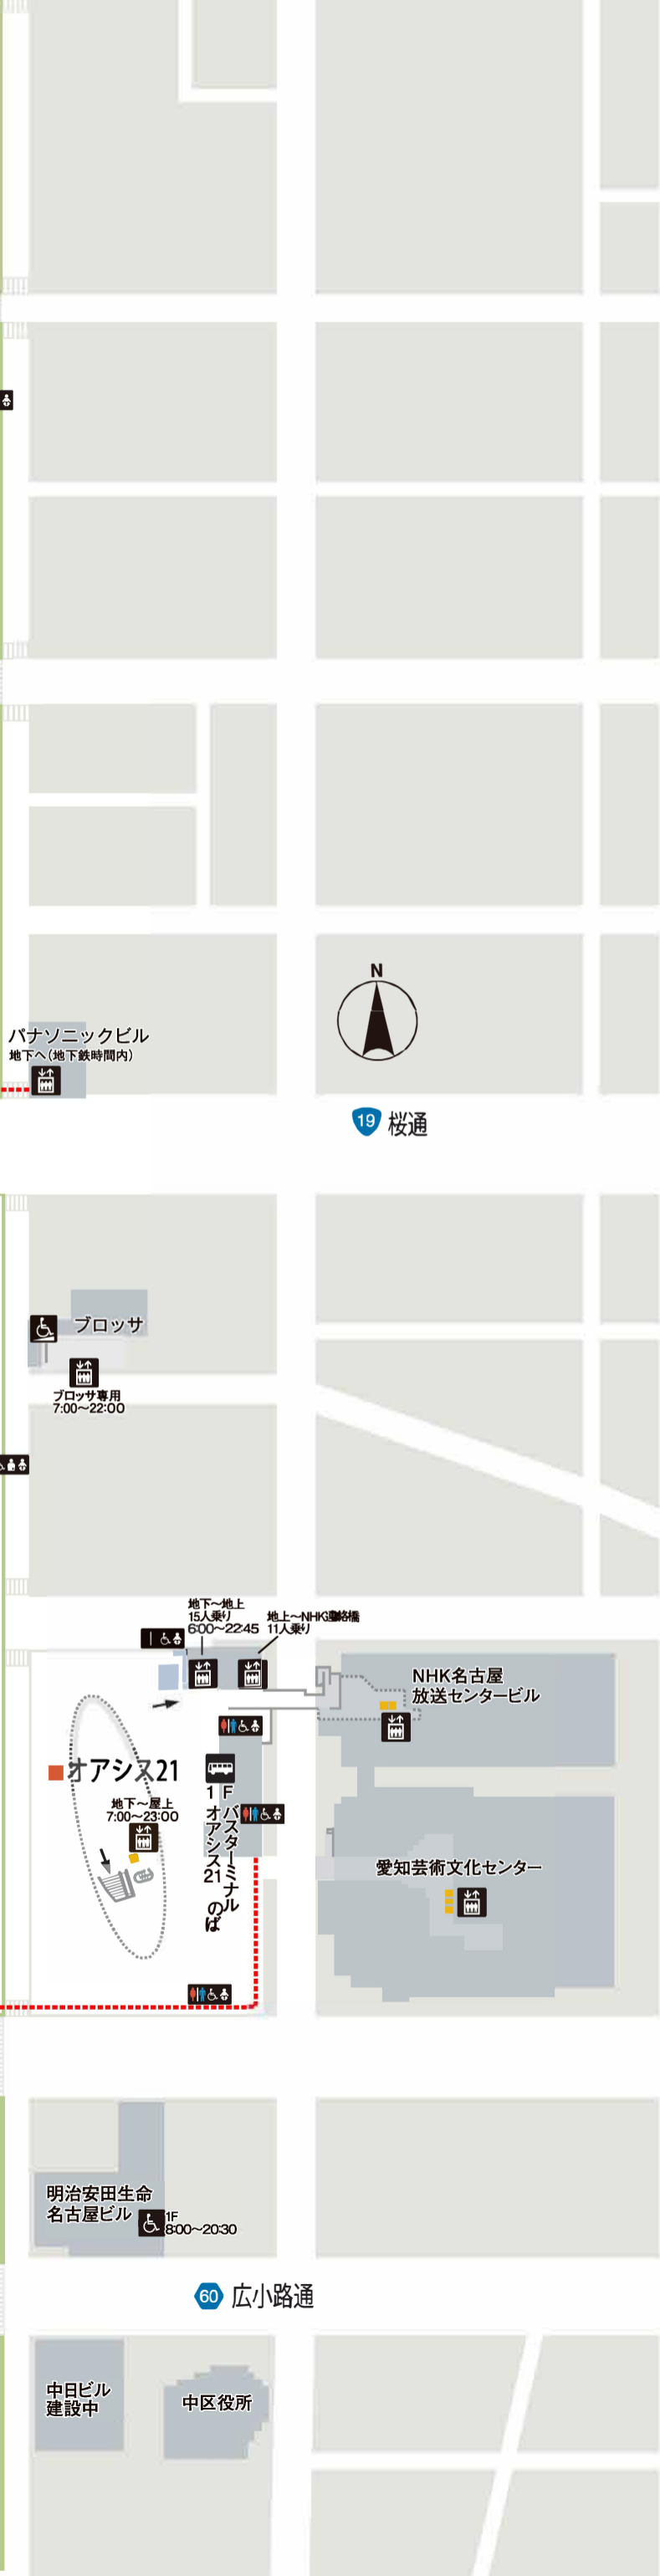 N
パナソニックビル
地下へ(地下鉄時間内)
19 桜通
ブロッサ
ブロッサ専用
7:00～22:00
地下～地上
15人乗り
6:00～22:45
地上～NHK連絡橋
11人乗り
NHK名古屋
放送センタービル
オアシス21
地下～屋上
7:00～23:00
1F
バスターミナル
オアシス21 のば
愛知芸術文化センター
明治安田生命
名古屋ビル
1F
8:00～20:30
60 広小路通
中日ビル
建設中
中区役所